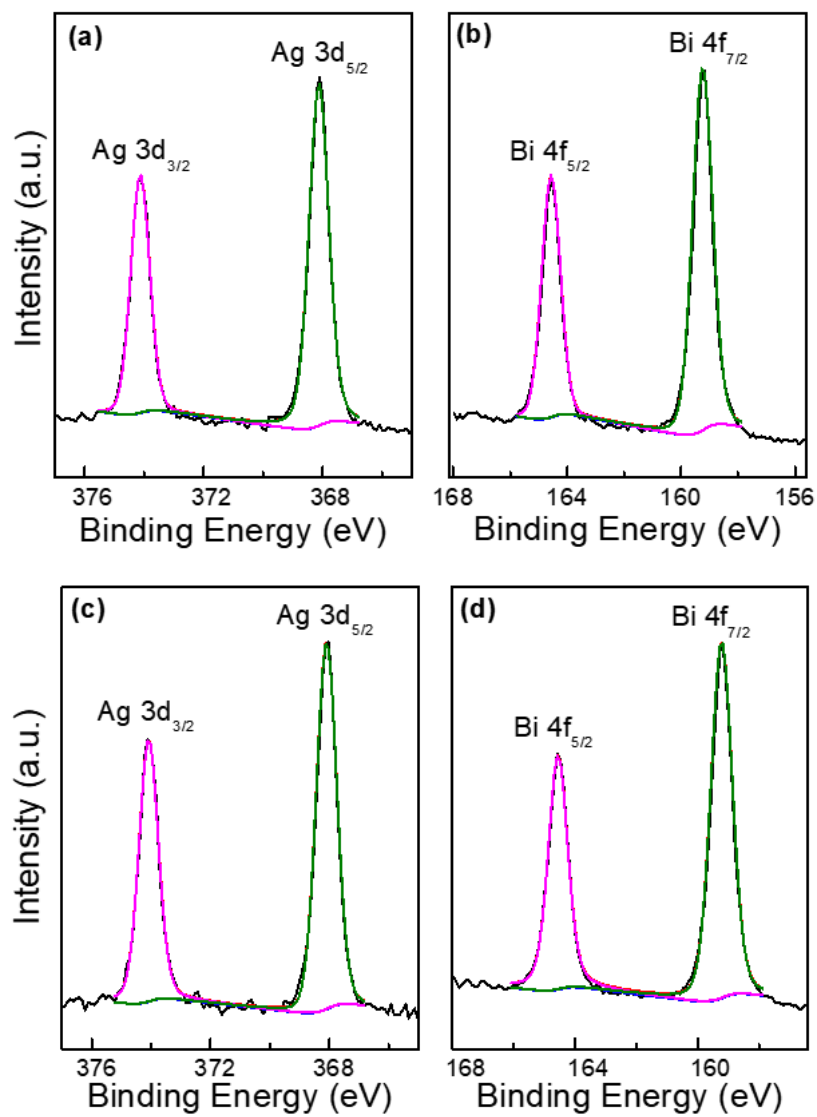 (a)
Ag 3d5/2
Ag 3d3/2
Intensity (a.u.)
376 372 368
Binding Energy (eV)
(b)
Bi 4f7/2
Bi 4f5/2
168 164 160 156
Binding Energy (eV)
(c)
Ag 3d5/2
Ag 3d3/2
Intensity (a.u.)
376 372 368
Binding Energy (eV)
(d)
Bi 4f7/2
Bi 4f5/2
168 164 160
Binding Energy (eV)